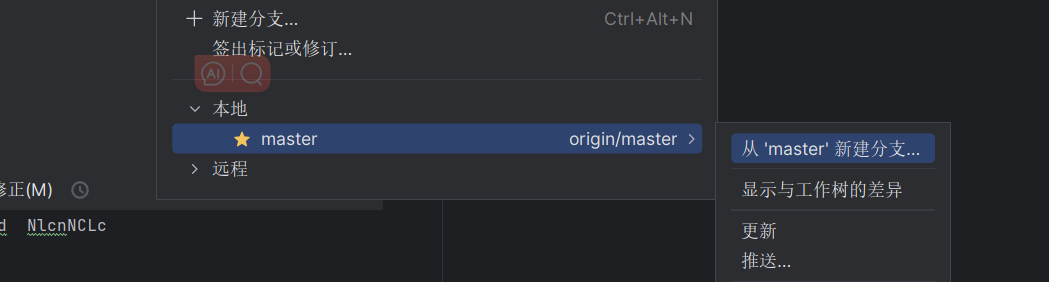 新建分支... Ctrl+Alt+N
签出标记或修订...
AI
本地
master origin/master
从 'master' 新建分支...
远程
显示与工作树的差异
修正(M)
d NlcnNCLc
更新
推送...